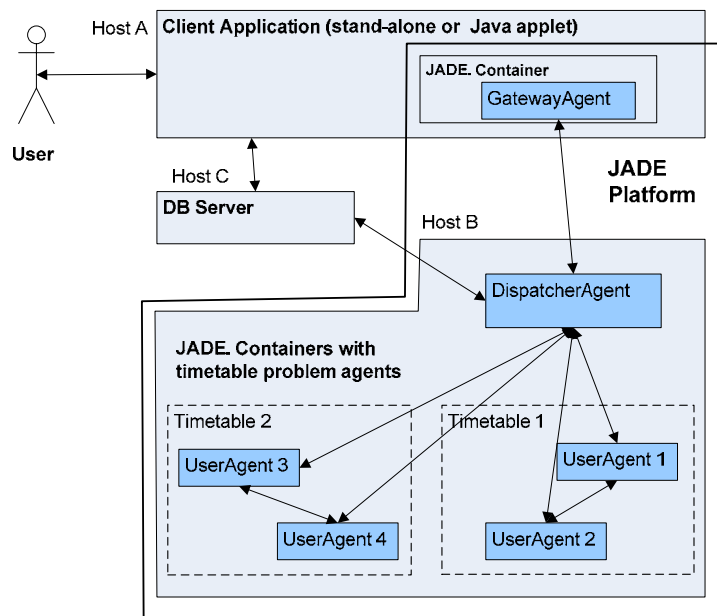 Host A
Client Application (stand-alone or Java applet)
JADE. Container
GatewayAgent
User
Host C
DB Server
JADE
Platform
Host B
DispatcherAgent
JADE. Containers with
timetable problem agents
Timetable 2
UserAgent 3
UserAgent 4
Timetable 1
UserAgent 1
UserAgent 2